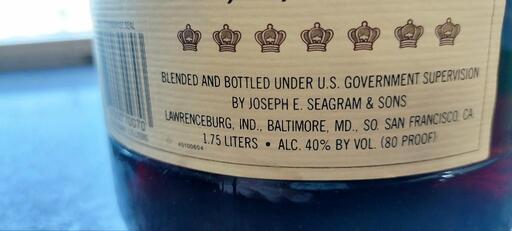 BLENDED AND BOTTLED UNDER U.S. GOVERNMENT SUPERVISION
BY JOSEPH E. SEAGRAM & SONS
LAWRENCEBURG, IND., BALTIMORE, MD., SO. SAN FRANCISCO, CA.
1.75 LITERS • ALC. 40% BY VOL. (80 PROOF)
45100604